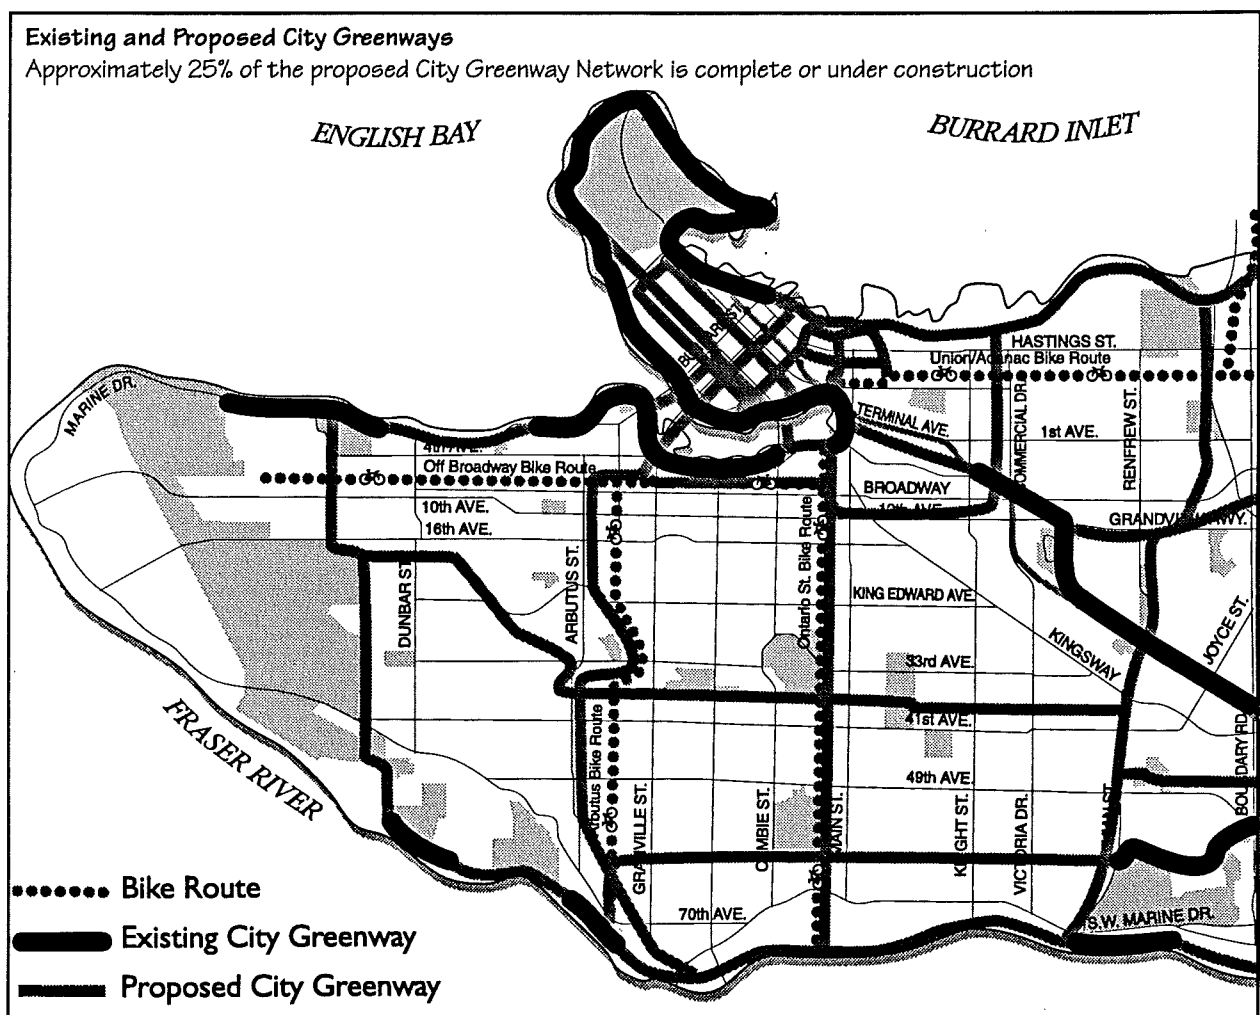 Existing and Proposed City Greenways
Approximately 25% of the proposed City Greenway Network is complete or under construction
ENGLISH BAY
BURRARD INLET
HASTINGS ST.
Union/Adanac Bike Route
MARINE DR.
TERMINAL AVE.
COMMERCIAL DR.
RENFREW ST.
1st AVE.
4th AVE.
Off Broadway Bike Route
BROADWAY
10th AVE.
GRANDVIEW HWY.
16th AVE.
Ontario St. Bike Route
DUNBAR ST.
ARBUTUS ST.
KING EDWARD AVE.
KINGSWAY
JOYCE ST.
33rd AVE.
41st AVE.
FRASER RIVER
Arbutus Bike Route
49th AVE.
BOUNDARY RD.
GRANVILLE ST.
CAMBIE ST.
MAIN ST.
KNIGHT ST.
VICTORIA DR.
70th AVE.
S.W. MARINE DR.
Bike Route
Existing City Greenway
Proposed City Greenway